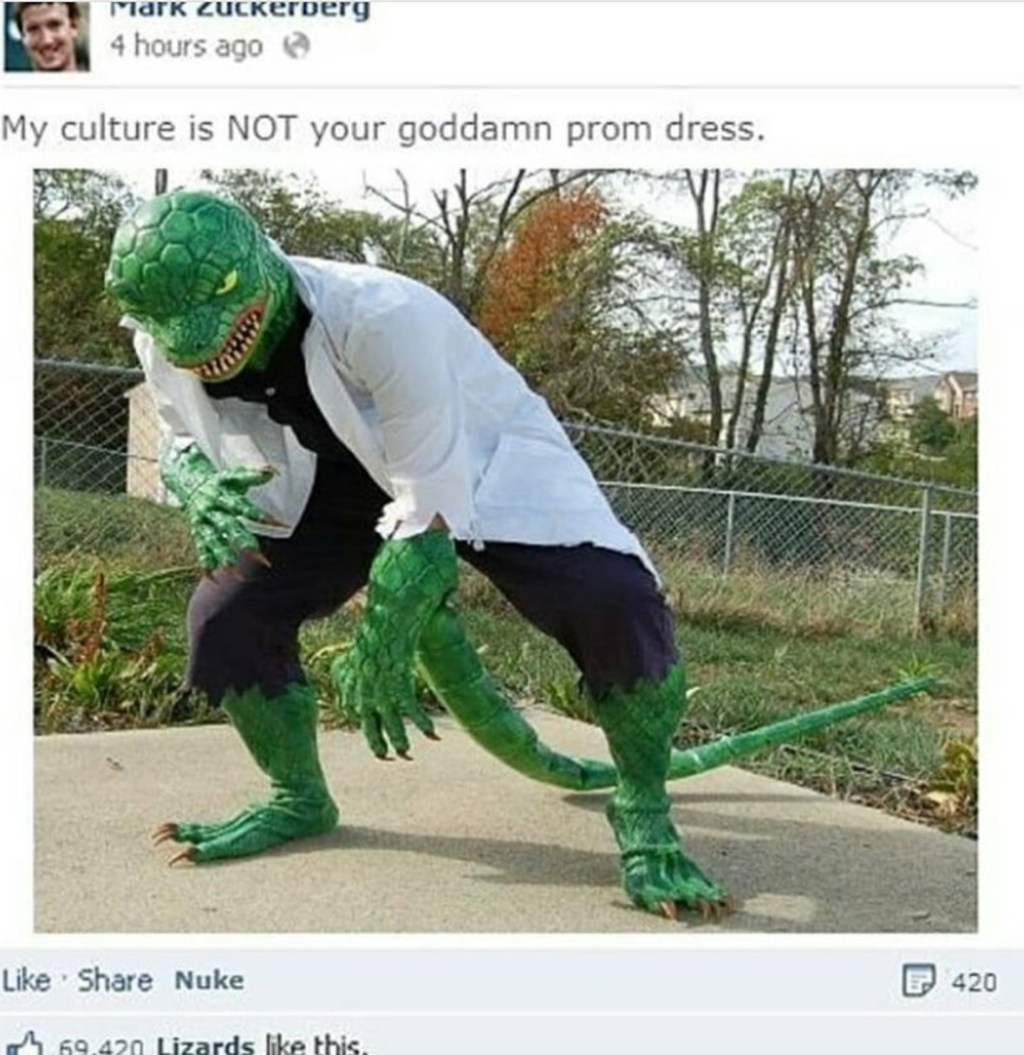 Mark Zuckerberg
4 hours ago
My culture is NOT your goddamn prom dress.
Like · Share Nuke 420
69,420 Lizards like this.